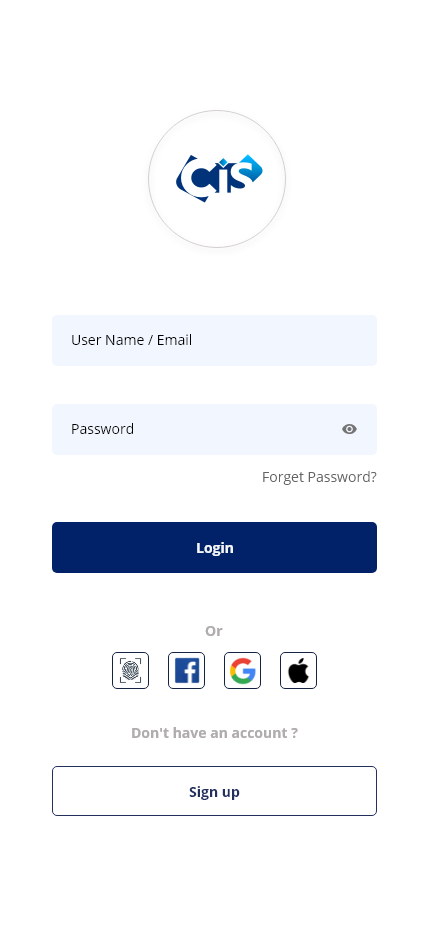 cis
User Name / Email
Password
Forget Password?
Login
Or
Don't have an account ?
Sign up